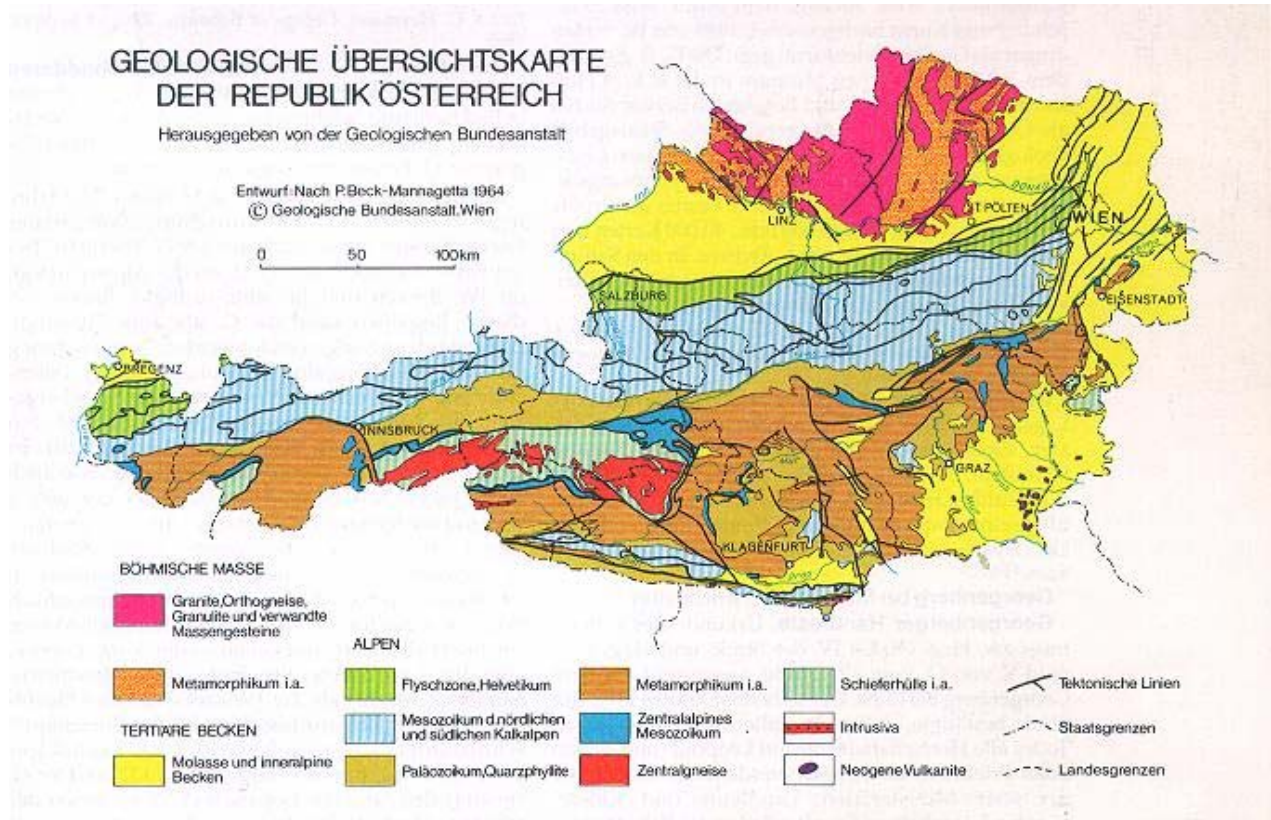 GEOLOGISCHE ÜBERSICHTSKARTE
DER REPUBLIK ÖSTERREICH
Herausgegeben von der Geologischen Bundesanstalt
Entwurf: Nach P. Beck-Mannagetta 1964
© Geologische Bundesanstalt, Wien
0 50 100km
LINZ
ST. PÖLTEN
DONAU
WIEN
SALZBURG
EISENSTADT
BREGENZ
INNSBRUCK
GRAZ
KLAGENFURT
BÖHMISCHE MASSE
Granite, Orthogneise,
Granulite und verwandte
Massengesteine
Metamorphikum i.a.
TERTIÄRE BECKEN
Molasse und inneralpine
Becken
ALPEN
Flyschzone, Helvetikum
Mesozoikum d. nördlichen
und südlichen Kalkalpen
Paläozoikum, Quarzphyllite
Metamorphikum i.a.
Zentralalpines
Mesozoikum
Zentralgneise
Schieferhülle i.a.
Intrusiva
Neogene Vulkanite
Tektonische Linien
Staatsgrenzen
Landesgrenzen